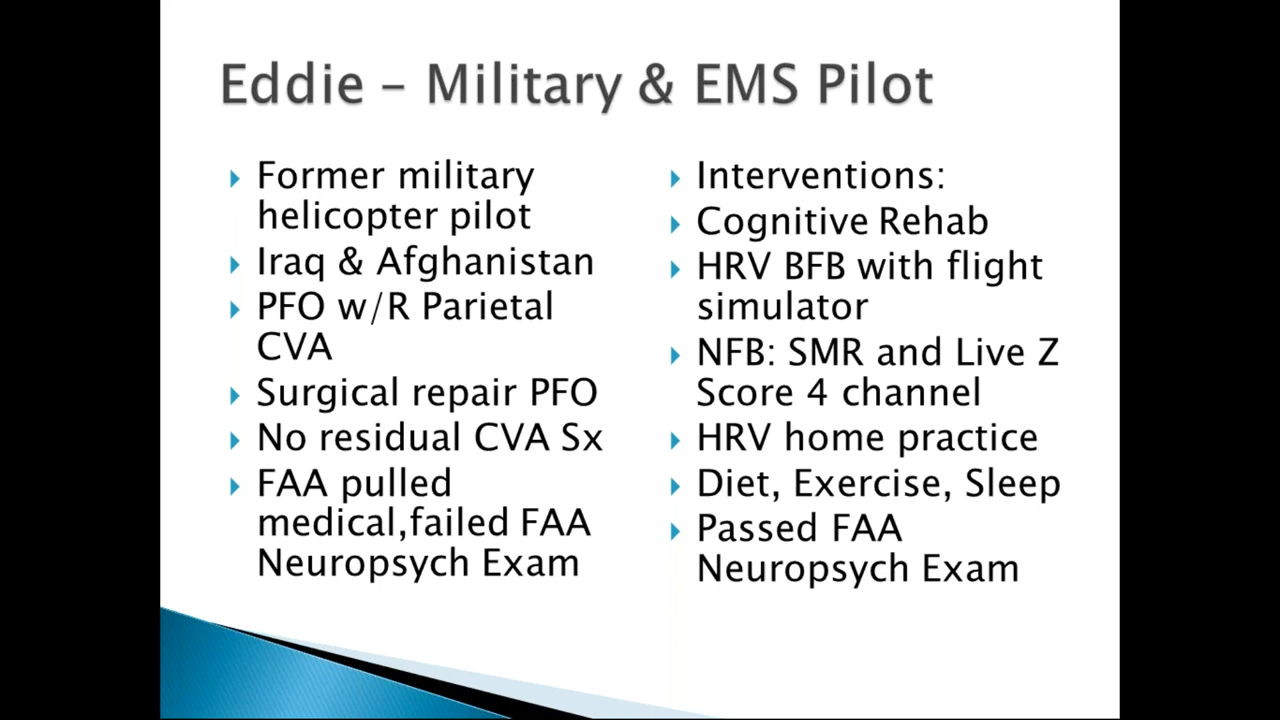 Eddie – Military & EMS Pilot
Former military
helicopter pilot
Iraq & Afghanistan
PFO w/R Parietal
CVA
Surgical repair PFO
No residual CVA Sx
FAA pulled
medical,failed FAA
Neuropsych Exam
Interventions:
Cognitive Rehab
HRV BFB with flight
simulator
NFB: SMR and Live Z
Score 4 channel
HRV home practice
Diet, Exercise, Sleep
Passed FAA
Neuropsych Exam